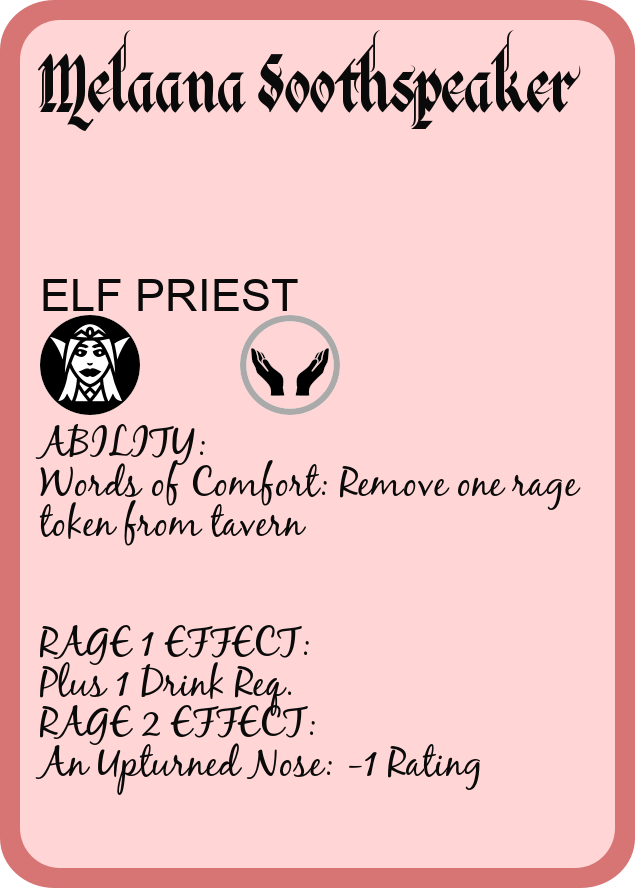 Melaana Soothspeaker
ELF PRIEST
ABILITY:
Words of Comfort: Remove one rage
token from tavern
RAGE 1 EFFECT:
Plus 1 Drink Req.
RAGE 2 EFFECT:
An Upturned Nose: -1 Rating